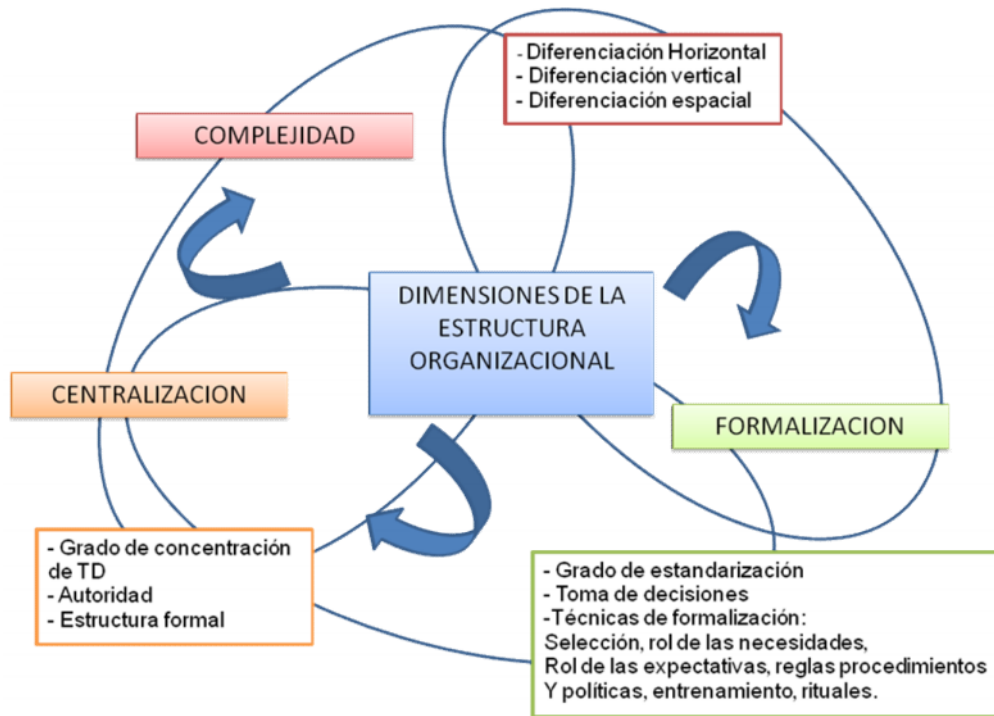 - Diferenciación Horizontal
- Diferenciación vertical
- Diferenciación espacial
COMPLEJIDAD
DIMENSIONES DE LA
ESTRUCTURA
ORGANIZACIONAL
CENTRALIZACION
FORMALIZACION
- Grado de concentración
de TD
- Autoridad
- Estructura formal
- Grado de estandarización
- Toma de decisiones
-Técnicas de formalización:
Selección, rol de las necesidades,
Rol de las expectativas, reglas procedimientos
Y políticas, entrenamiento, rituales.